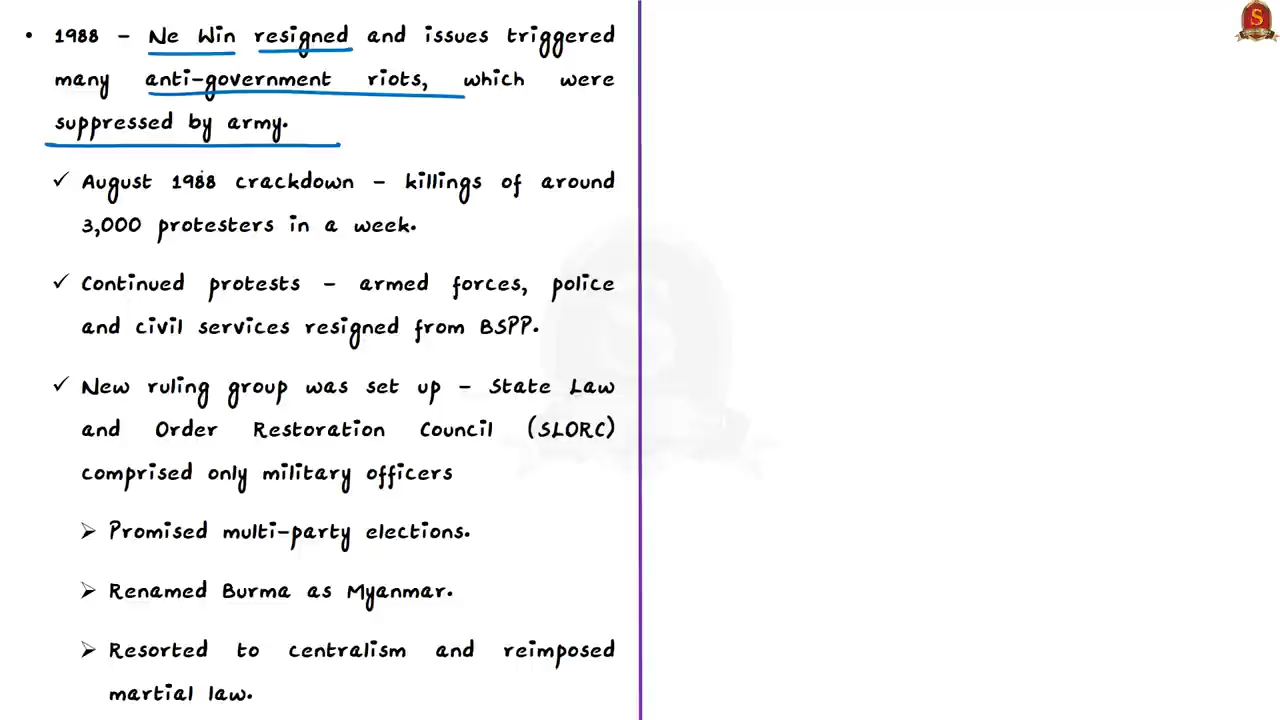 • 1988 – Ne Win resigned and issues triggered
many anti-government riots, which were
suppressed by army.
✓ August 1988 crackdown – killings of around
3,000 protesters in a week.
✓ Continued protests – armed forces, police
and civil services resigned from BSPP.
✓ New ruling group was set up – State Law
and Order Restoration Council (SLORC)
comprised only military officers
➢ Promised multi-party elections.
➢ Renamed Burma as Myanmar.
➢ Resorted to centralism and reimposed
martial law.
S